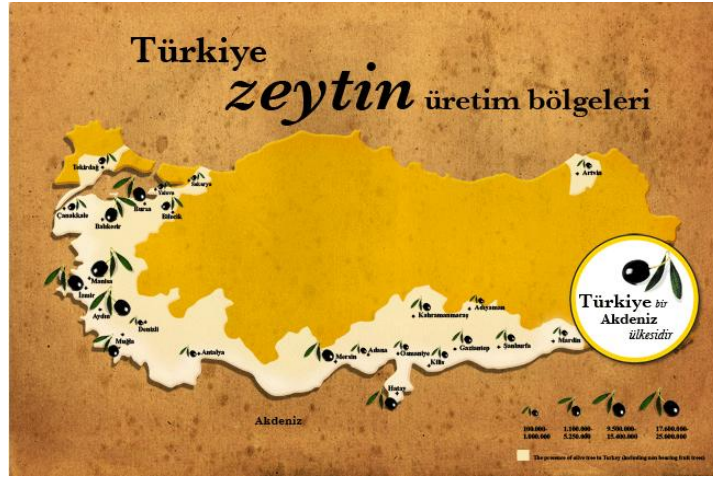 Türkiye
zeytin üretim bölgeleri
Tekirdağ
Sakarya
Yalova
Artvin
Çanakkale
Bursa
Bilecik
Balıkesir
Manisa
İzmir
Aydın
Denizli
Muğla
Antalya
Mersin
Adana
Osmaniye
Kahramanmaraş
Adıyaman
Gaziantep
Kilis
Şanlıurfa
Mardin
Hatay
Türkiye bir
Akdeniz
ülkesidir
Akdeniz
100.000- 1.100.000- 9.500.000- 17.600.000-
1.000.000 5.250.000 15.400.000 25.000.000
The presence of olive tree in Turkey (including non bearing fruit trees)